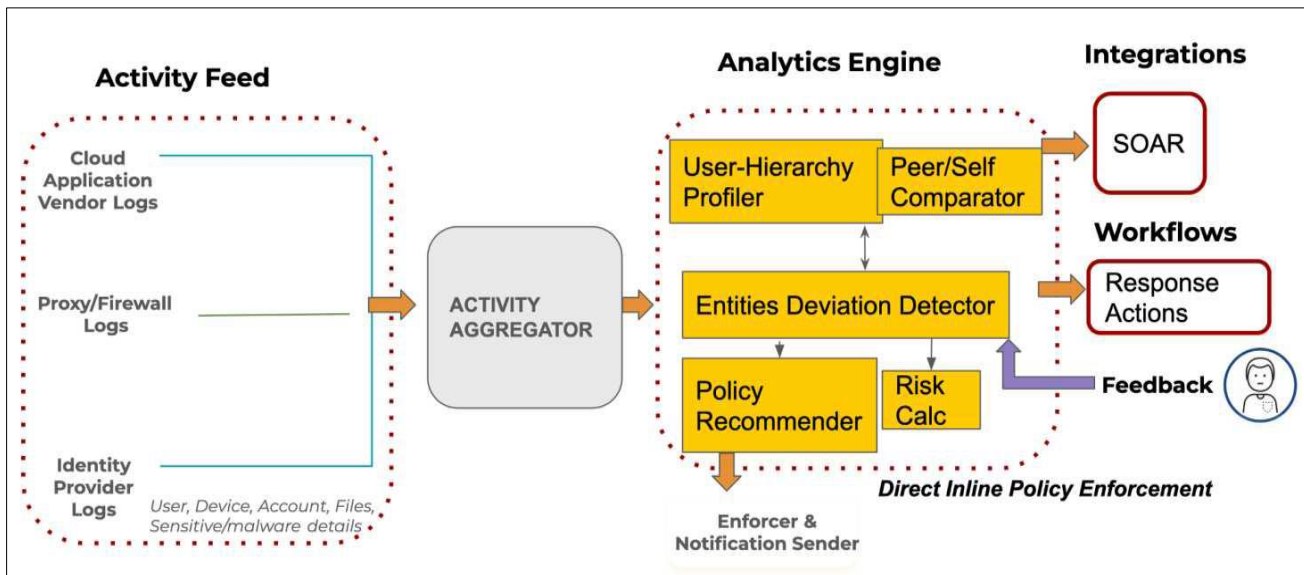 Activity Feed
Cloud
Application
Vendor Logs
Proxy/Firewall
Logs
Identity
Provider
Logs
User, Device, Account, Files,
Sensitive/malware details
ACTIVITY
AGGREGATOR
Analytics Engine
User-Hierarchy
Profiler
Peer/Self
Comparator
Entities Deviation Detector
Policy
Recommender
Risk
Calc
Direct Inline Policy Enforcement
Enforcer &
Notification Sender
Integrations
SOAR
Workflows
Response
Actions
Feedback